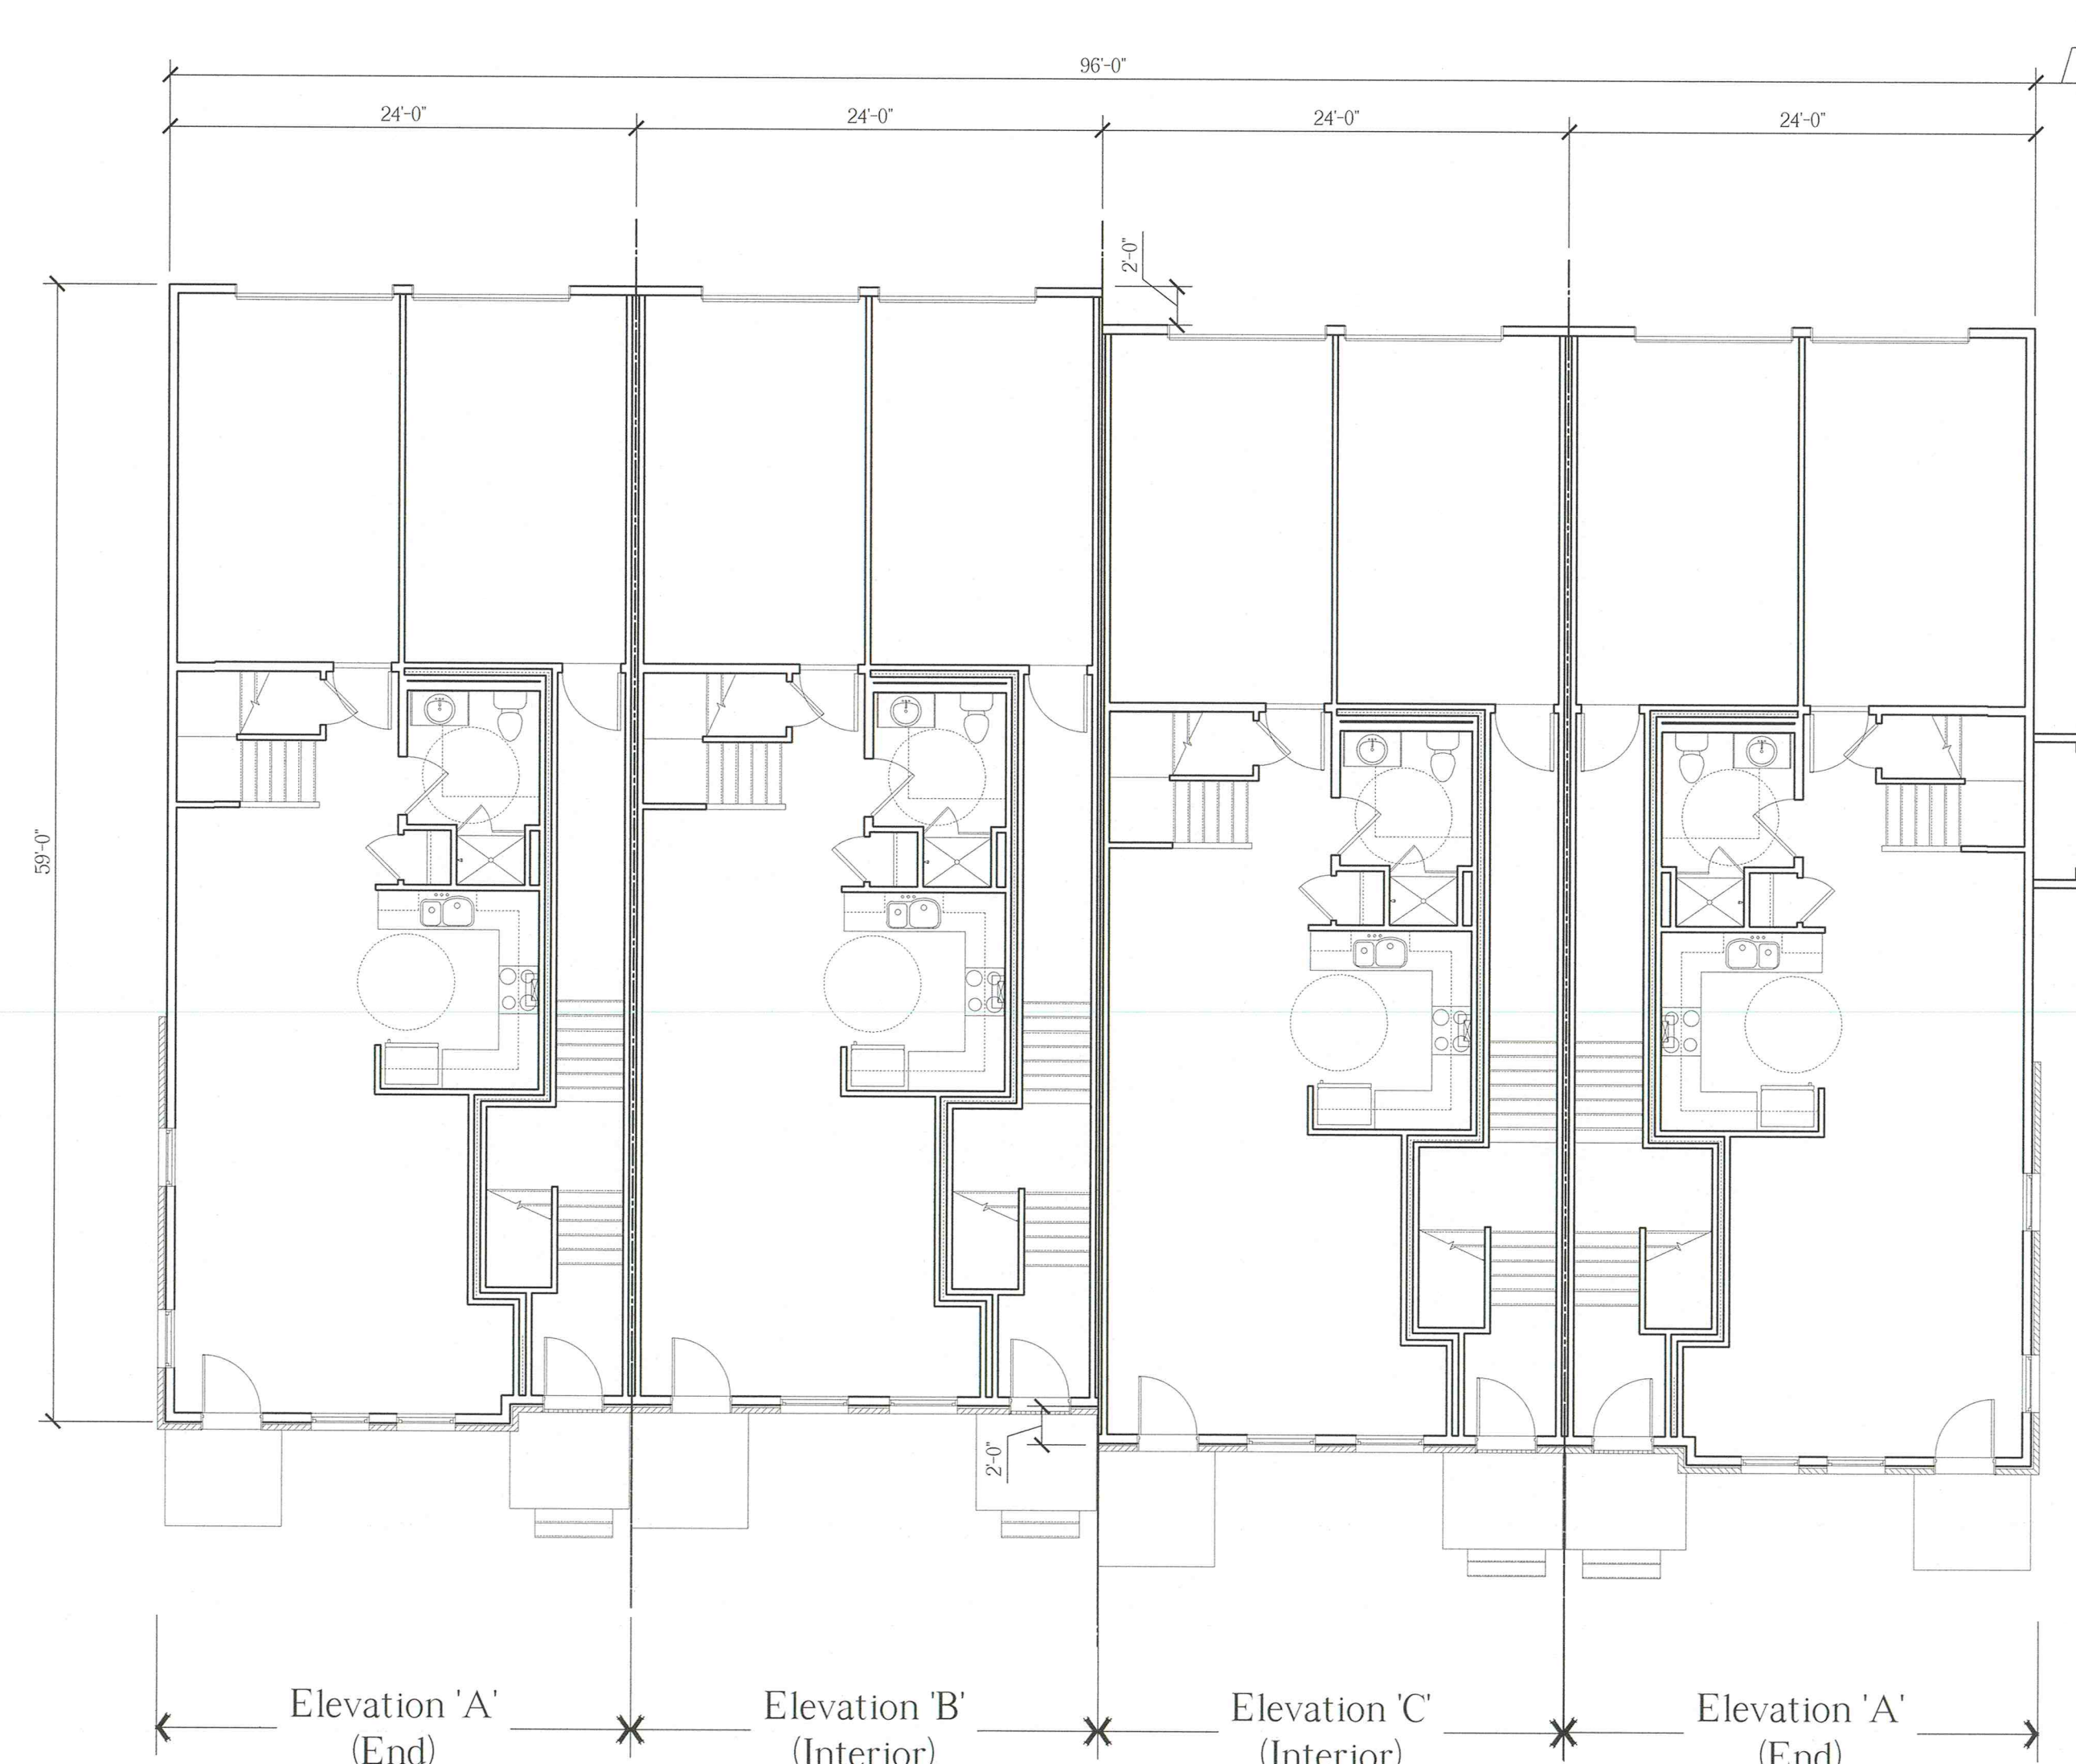 96'-0"
24'-0"
24'-0"
24'-0"
24'-0"
2'-0"
59'-0"
2'-0"
Elevation 'A'
(End)
Elevation 'B'
(Interior)
Elevation 'C'
(Interior)
Elevation 'A'
(End)